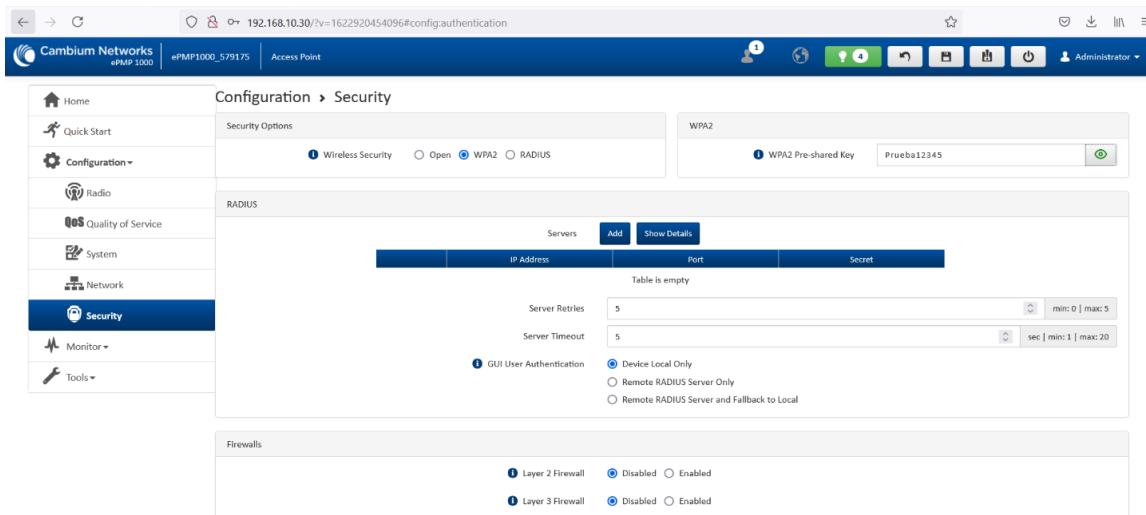 192.168.10.30/?v=1622920454096#config:authentication
Cambium Networks
ePMP 1000
ePMP1000_579175
Access Point
1
4
Administrator
Home
Quick Start
Configuration
Radio
QoS Quality of Service
System
Network
Security
Monitor
Tools
Configuration > Security
Security Options
Wireless Security Open WPA2 RADIUS
WPA2
WPA2 Pre-shared Key Prueba12345
RADIUS
Servers Add Show Details
IP Address Port Secret
Table is empty
Server Retries 5 min: 0 | max: 5
Server Timeout 5 sec | min: 1 | max: 20
GUI User Authentication Device Local Only
Remote RADIUS Server Only
Remote RADIUS Server and Fallback to Local
Firewalls
Layer 2 Firewall Disabled Enabled
Layer 3 Firewall Disabled Enabled